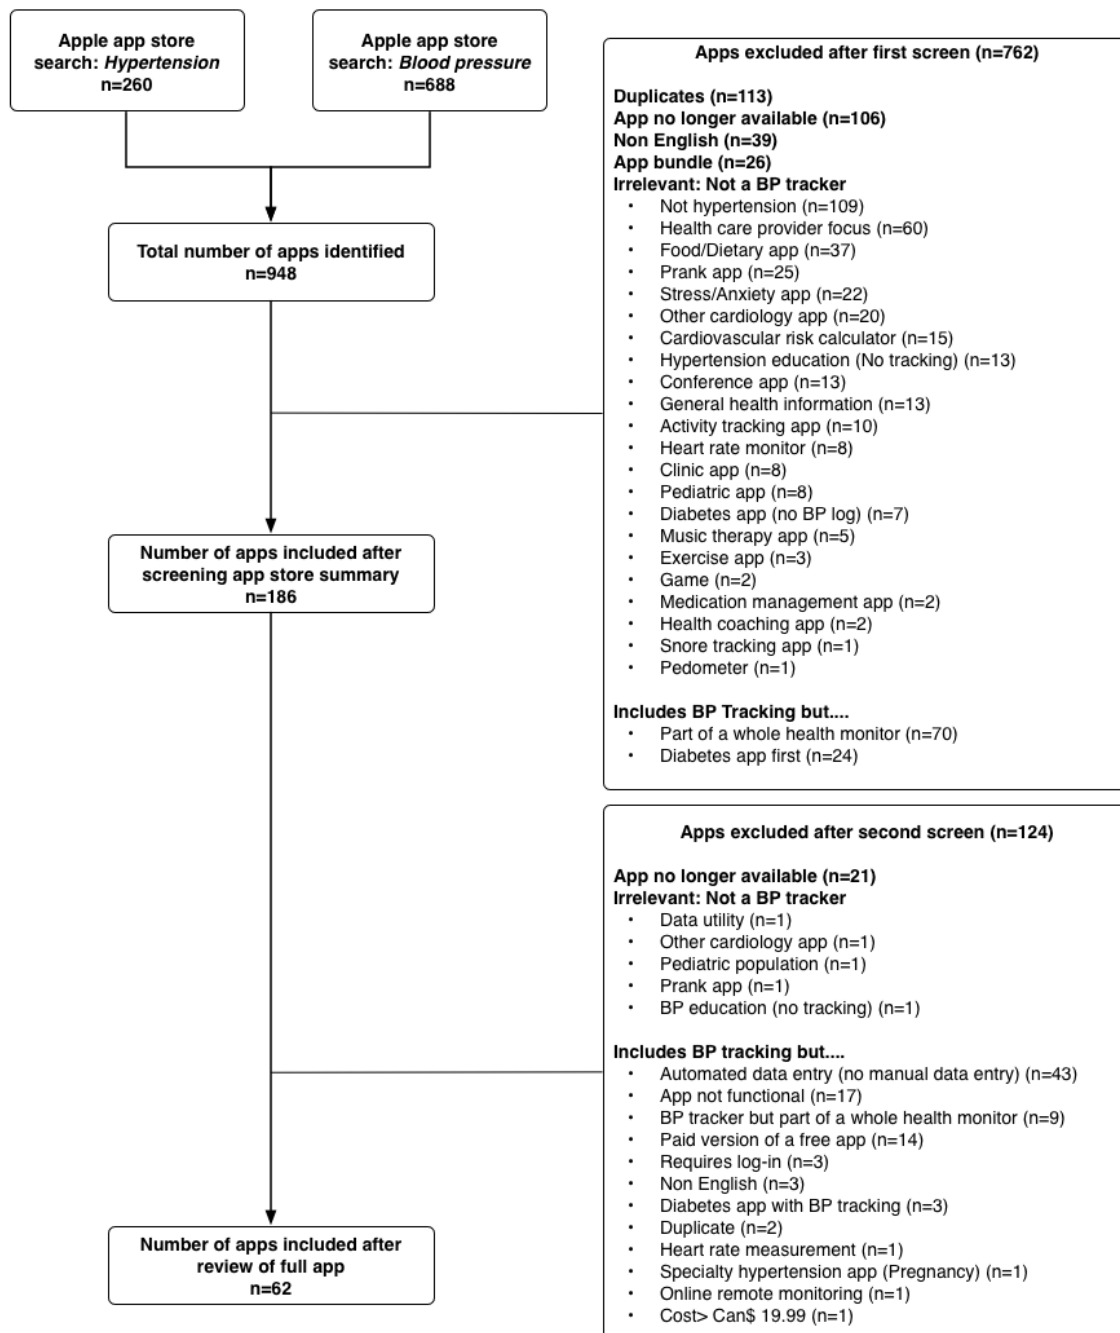 Apple app store
search: Hypertension
n=260
Apple app store
search: Blood pressure
n=688
Total number of apps identified
n=948
Apps excluded after first screen (n=762)
Duplicates (n=113)
App no longer available (n=106)
Non English (n=39)
App bundle (n=26)
Irrelevant: Not a BP tracker
• Not hypertension (n=109)
• Health care provider focus (n=60)
• Food/Dietary app (n=37)
• Prank app (n=25)
• Stress/Anxiety app (n=22)
• Other cardiology app (n=20)
• Cardiovascular risk calculator (n=15)
• Hypertension education (No tracking) (n=13)
• Conference app (n=13)
• General health information (n=13)
• Activity tracking app (n=10)
• Heart rate monitor (n=8)
• Clinic app (n=8)
• Pediatric app (n=8)
• Diabetes app (no BP log) (n=7)
• Music therapy app (n=5)
• Exercise app (n=3)
• Game (n=2)
• Medication management app (n=2)
• Health coaching app (n=2)
• Snore tracking app (n=1)
• Pedometer (n=1)
Includes BP Tracking but....
• Part of a whole health monitor (n=70)
• Diabetes app first (n=24)
Number of apps included after
screening app store summary
n=186
Apps excluded after second screen (n=124)
App no longer available (n=21)
Irrelevant: Not a BP tracker
• Data utility (n=1)
• Other cardiology app (n=1)
• Pediatric population (n=1)
• Prank app (n=1)
• BP education (no tracking) (n=1)
Includes BP tracking but....
• Automated data entry (no manual data entry) (n=43)
• App not functional (n=17)
• BP tracker but part of a whole health monitor (n=9)
• Paid version of a free app (n=14)
• Requires log-in (n=3)
• Non English (n=3)
• Diabetes app with BP tracking (n=3)
• Duplicate (n=2)
• Heart rate measurement (n=1)
• Specialty hypertension app (Pregnancy) (n=1)
• Online remote monitoring (n=1)
• Cost> Can$ 19.99 (n=1)
Number of apps included after
review of full app
n=62